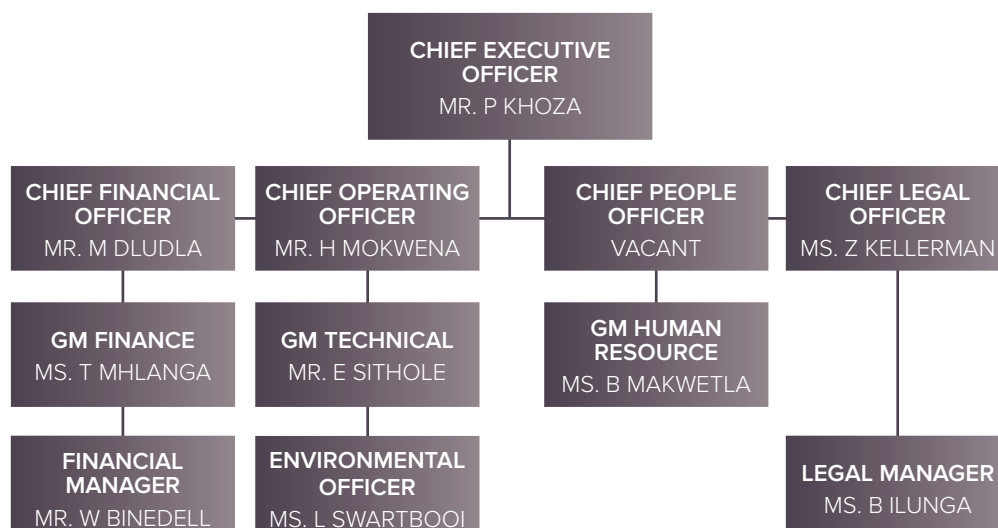 CHIEF EXECUTIVE
OFFICER
MR. P KHOZA
CHIEF FINANCIAL
OFFICER
MR. M DLUDLA
CHIEF OPERATING
OFFICER
MR. H MOKWENA
CHIEF PEOPLE
OFFICER
VACANT
CHIEF LEGAL
OFFICER
MS. Z KELLERMAN
GM FINANCE
MS. T MHLANGA
GM TECHNICAL
MR. E SITHOLE
GM HUMAN
RESOURCE
MS. B MAKWETLA
FINANCIAL
MANAGER
MR. W BINEDELL
ENVIRONMENTAL
OFFICER
MS. L SWARTBOOI
LEGAL MANAGER
MS. B ILUNGA